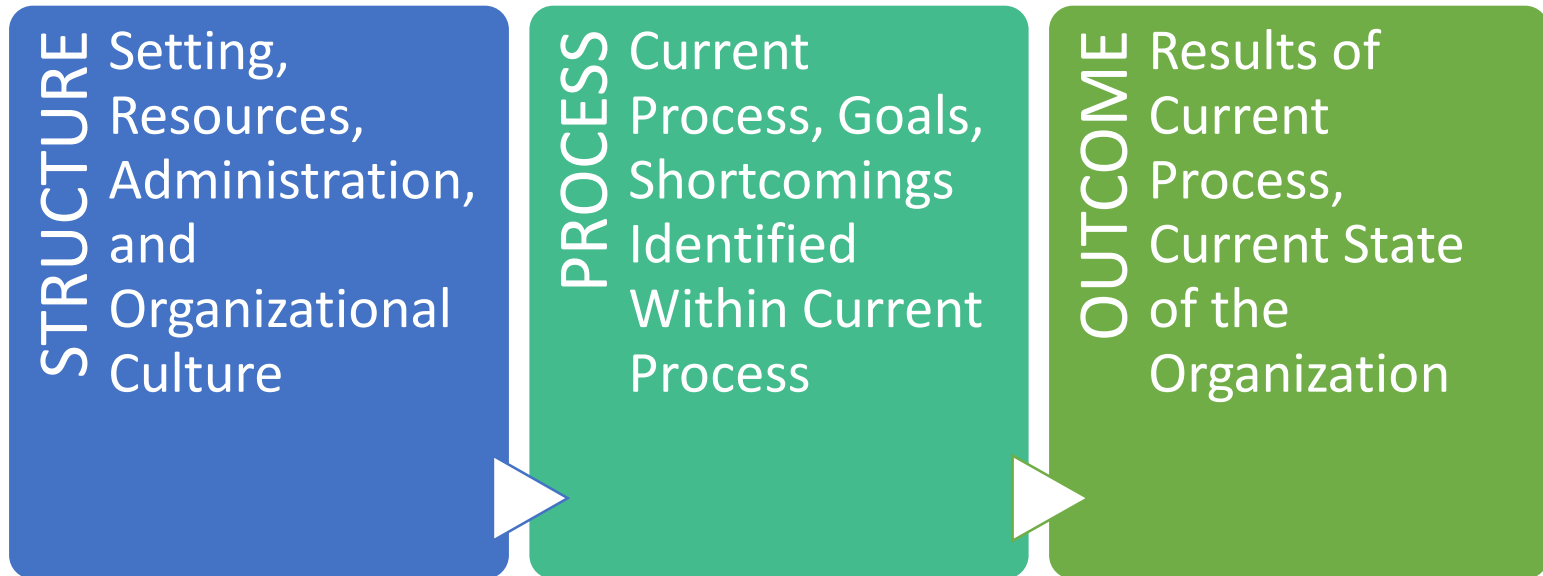 STRUCTURE
Setting,
Resources,
Administration,
and
Organizational
Culture
PROCESS
Current
Process, Goals,
Shortcomings
Identified
Within Current
Process
OUTCOME
Results of
Current
Process,
Current State
of the
Organization